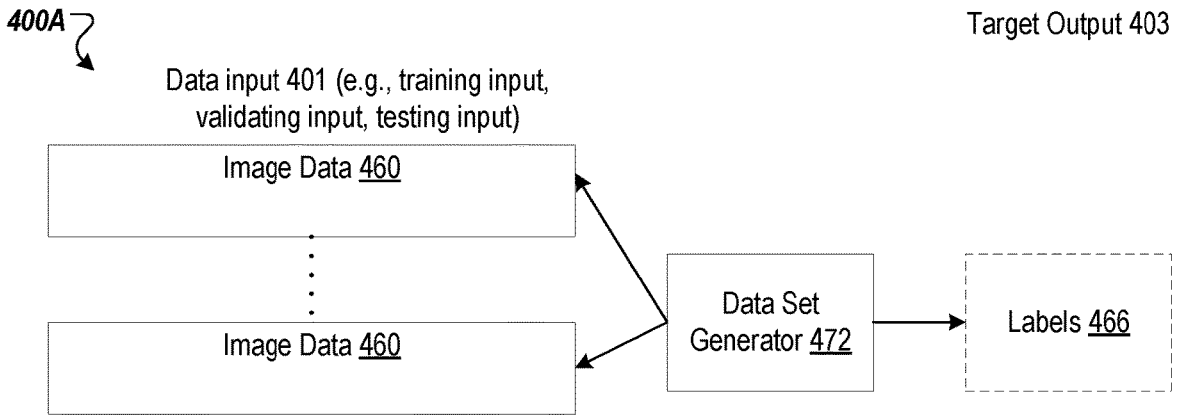 400A
Target Output 403
Data input 401 (e.g., training input,
validating input, testing input)
Image Data 460
Image Data 460
Data Set
Generator 472
Labels 466